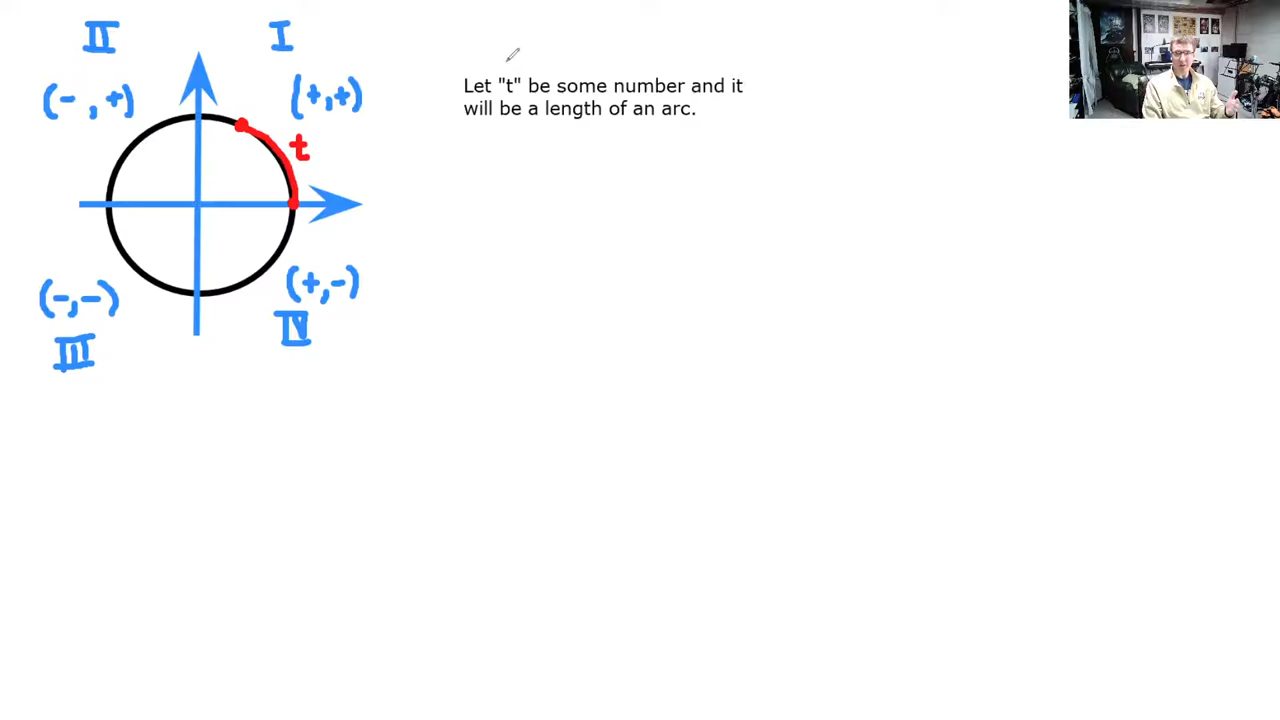 II
I
(-,+)
(+,+)
t
(-,-)
(+,-)
III
IV
Let "t" be some number and it
will be a length of an arc.